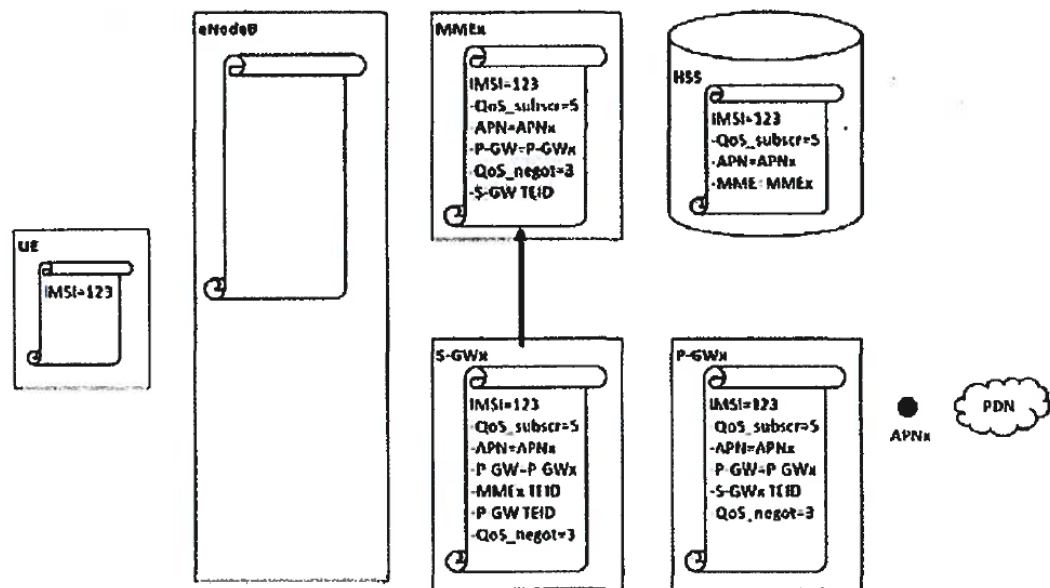 eNodeB
MMEx
IMSI=123
-QoS_subscr=5
-APN=APNx
-P-GW=P-GWx
-QoS_negot=3
-S-GW TEID
HSS
IMSI=123
-QoS_subscr=5
-APN=APNx
-MME=MMEx
UE
IMSI=123
S-GWx
IMSI=123
-QoS_subscr=5
-APN=APNx
-P-GW=P-GWx
-MMEx TEID
-P-GW TEID
-QoS_negot=3
P-GWx
IMSI=123
-QoS_subscr=5
-APN=APNx
-P-GW=P-GWx
-S-GWx TEID
-QoS_negot=3
APNx
PDN